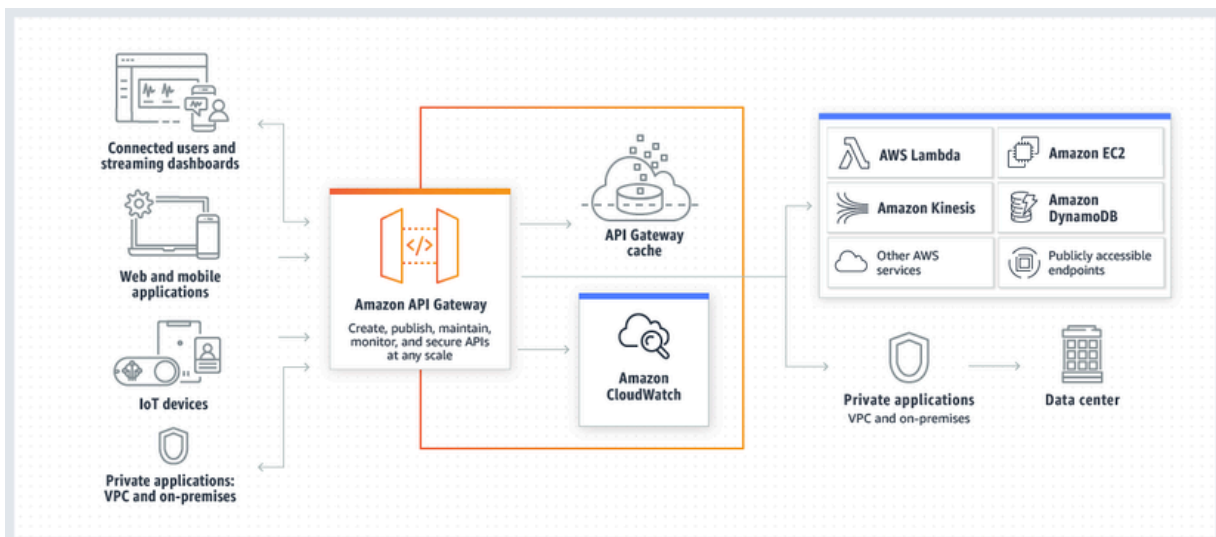 Connected users and
streaming dashboards
Web and mobile
applications
IoT devices
Private applications:
VPC and on-premises
</>
Amazon API Gateway
Create, publish, maintain,
monitor, and secure APIs
at any scale
API Gateway
cache
Amazon
CloudWatch
AWS Lambda
Amazon EC2
Amazon Kinesis
Amazon
DynamoDB
Other AWS
services
Publicly accessible
endpoints
Private applications
VPC and on-premises
Data center